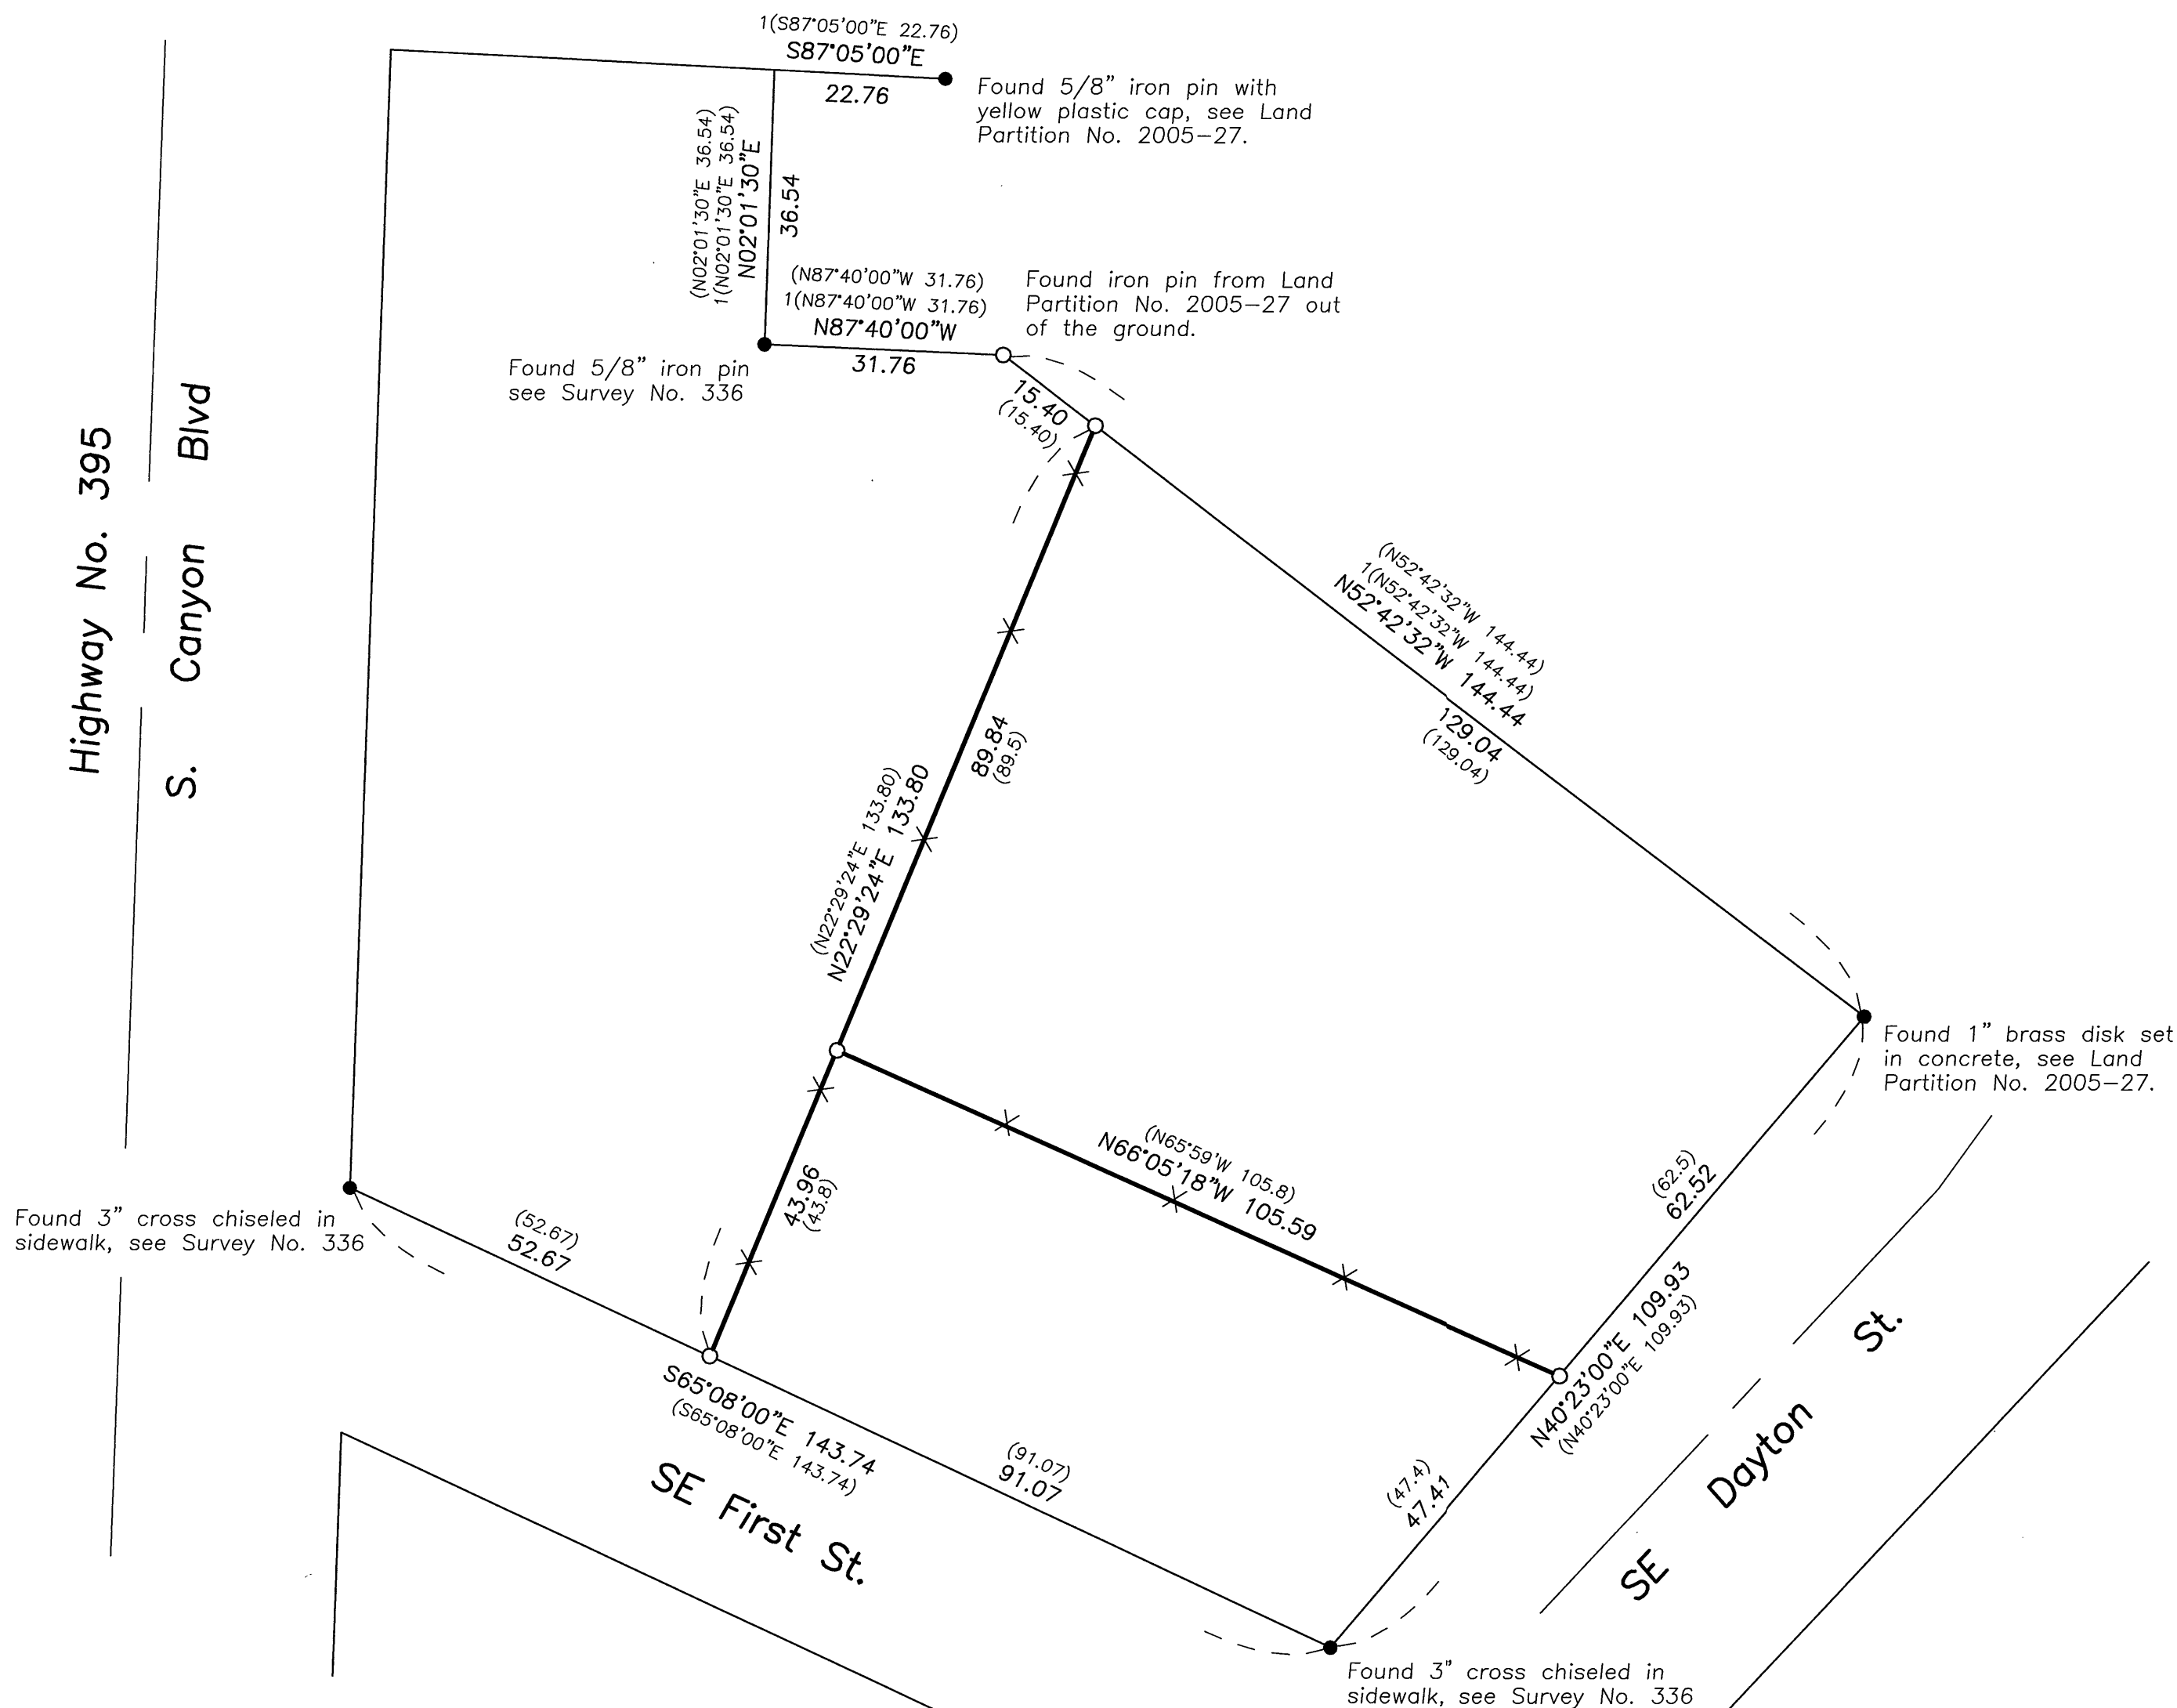 1(S87°05'00"E 22.76)
S87°05'00"E
22.76
Found 5/8" iron pin with
yellow plastic cap, see Land
Partition No. 2005-27.
(N02°01'30"E 36.54)
1(N02°01'30"E 36.54)
N02°01'30"E
36.54
(N87°40'00"W 31.76)
1(N87°40'00"W 31.76)
N87°40'00"W
31.76
Found iron pin from Land
Partition No. 2005-27 out
of the ground.
Found 5/8" iron pin
see Survey No. 336
15.40
(15.40)
Highway No. 395
S. Canyon Blvd
(N52°42'32"W 144.44)
1(N52°42'32"W 144.44)
N52°42'32"W 144.44
129.04
(129.04)
89.84
(89.5)
(N22°29'24"E 133.80)
N22°29'24"E 133.80
Found 1" brass disk set
in concrete, see Land
Partition No. 2005-27.
(N65°59'W 105.8)
N66°05'18"W 105.59
(62.5)
62.52
43.96
(43.8)
Found 3" cross chiseled in
sidewalk, see Survey No. 336
(52.67)
52.67
N40°23'00"E 109.93
(N40°23'00"E 109.93)
S65°08'00"E 143.74
(S65°08'00"E 143.74)
(91.07)
91.07
(47.4)
47.41
SE First St.
SE Dayton St.
Found 3" cross chiseled in
sidewalk, see Survey No. 336